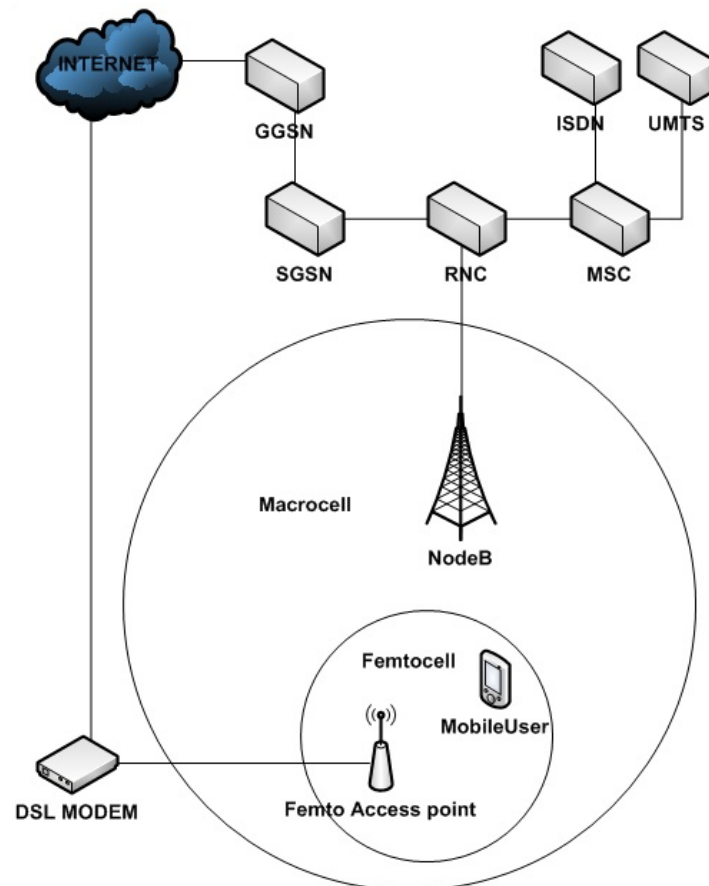 INTERNET
GGSN
ISDN
UMTS
SGSN
RNC
MSC
Macrocell
NodeB
Femtocell
MobileUser
DSL MODEM
Femto Access point